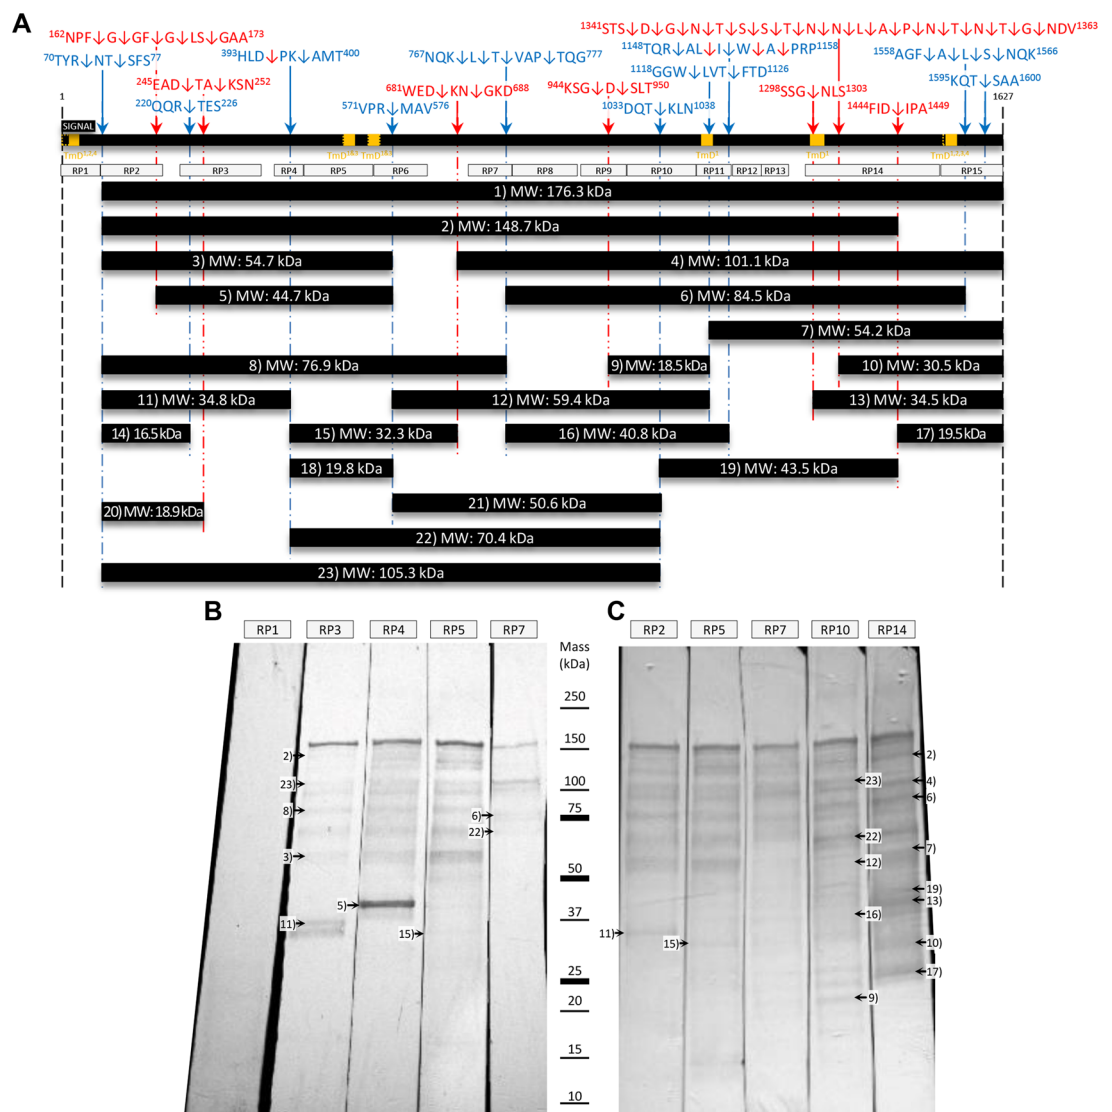 A
162NPF↓G↓GF↓G↓LS↓GAA173
1341STS↓D↓G↓N↓T↓S↓S↓T↓N↓N↓L↓A↓P↓N↓T↓N↓T↓G↓NDV1363
70TYR↓NT↓SFS77
393HLD↓PK↓AMT400
767NQK↓L↓T↓VAP↓TQG777
1148TQR↓AL↓I↓W↓A↓PRP1158
1558AGF↓A↓L↓S↓NQK1566
1118GGW↓LVT↓FTD1126
245EAD↓TA↓KSN252
681WED↓KN↓GKD688
944KSG↓D↓SLT950
1595KQT↓SAA1600
1298SSG↓NLS1303
220QQR↓TES226
571VPR↓MAV576
1033DQT↓KLN1038
1444FID↓IPA1449
1
1627
SIGNAL
TmD1,3,4
TmD1 TmD1
TmD1,2,3,4
RP1 RP2 RP3 RP4 RP5 RP6 RP7 RP8 RP9 RP10 RP11 RP12 RP13 RP14 RP15
1) MW: 176.3 kDa
2) MW: 148.7 kDa
3) MW: 54.7 kDa
4) MW: 101.1 kDa
5) MW: 44.7 kDa
6) MW: 84.5 kDa
7) MW: 54.2 kDa
8) MW: 76.9 kDa
9) MW: 18.5 kDa
10) MW: 30.5 kDa
11) MW: 34.8 kDa
12) MW: 59.4 kDa
13) MW: 34.5 kDa
14) 16.5 kDa
15) MW: 32.3 kDa
16) MW: 40.8 kDa
17) 19.5 kDa
18) 19.8 kDa
19) MW: 43.5 kDa
20) MW: 18.9 kDa
21) MW: 50.6 kDa
22) MW: 70.4 kDa
23) MW: 105.3 kDa
B
RP1 RP3 RP4 RP5 RP7
2)
23)
8)
6)
22)
3)
5)
11)
15)
Mass
(kDa)
250
150
100
75
50
37
25
20
15
10
C
RP2 RP5 RP7 RP10 RP14
2)
23)
4)
6)
22)
7)
12)
19)
13)
16)
11)
15)
10)
17)
9)